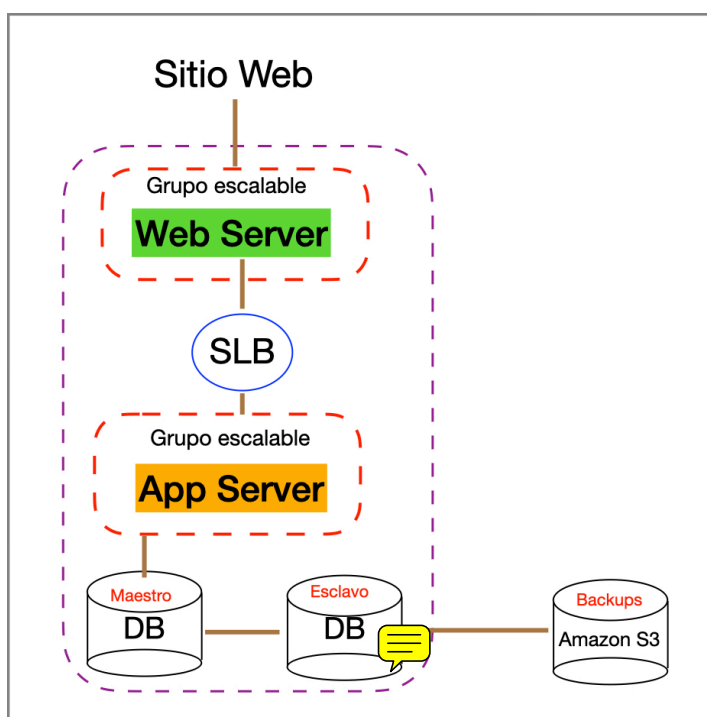 Sitio Web
Grupo escalable
Web Server
SLB
Grupo escalable
App Server
Maestro
DB
Esclavo
DB
Backups
Amazon S3